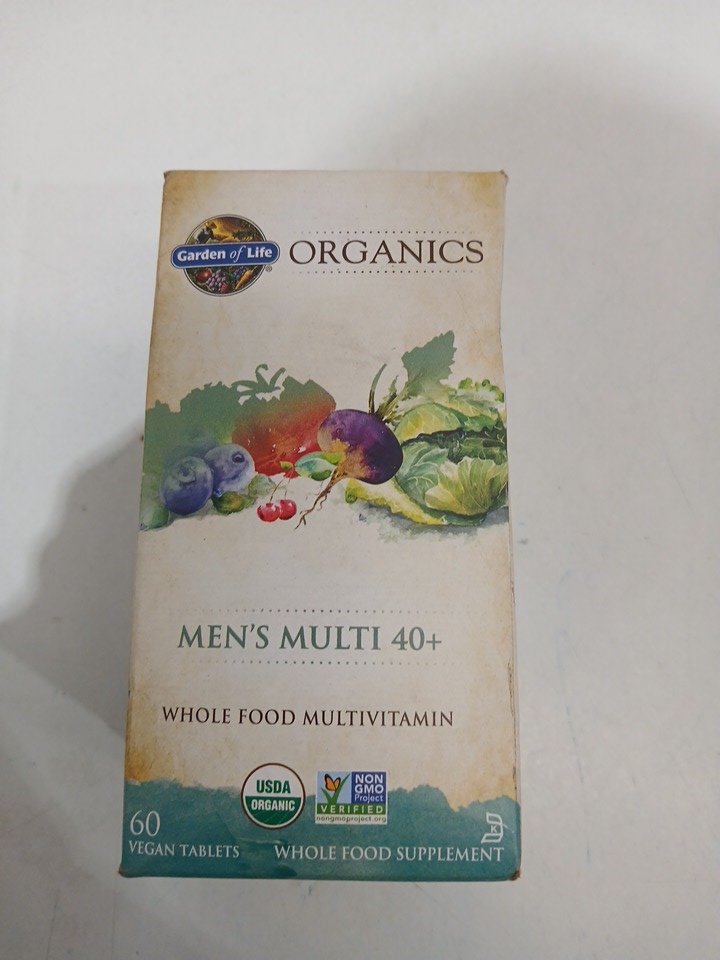 Garden of Life®
ORGANICS
MEN'S MULTI 40+
WHOLE FOOD MULTIVITAMIN
USDA
ORGANIC
NON
GMO
Project
VERIFIED
nongmoproject.org
60
VEGAN TABLETS
WHOLE FOOD SUPPLEMENT
K